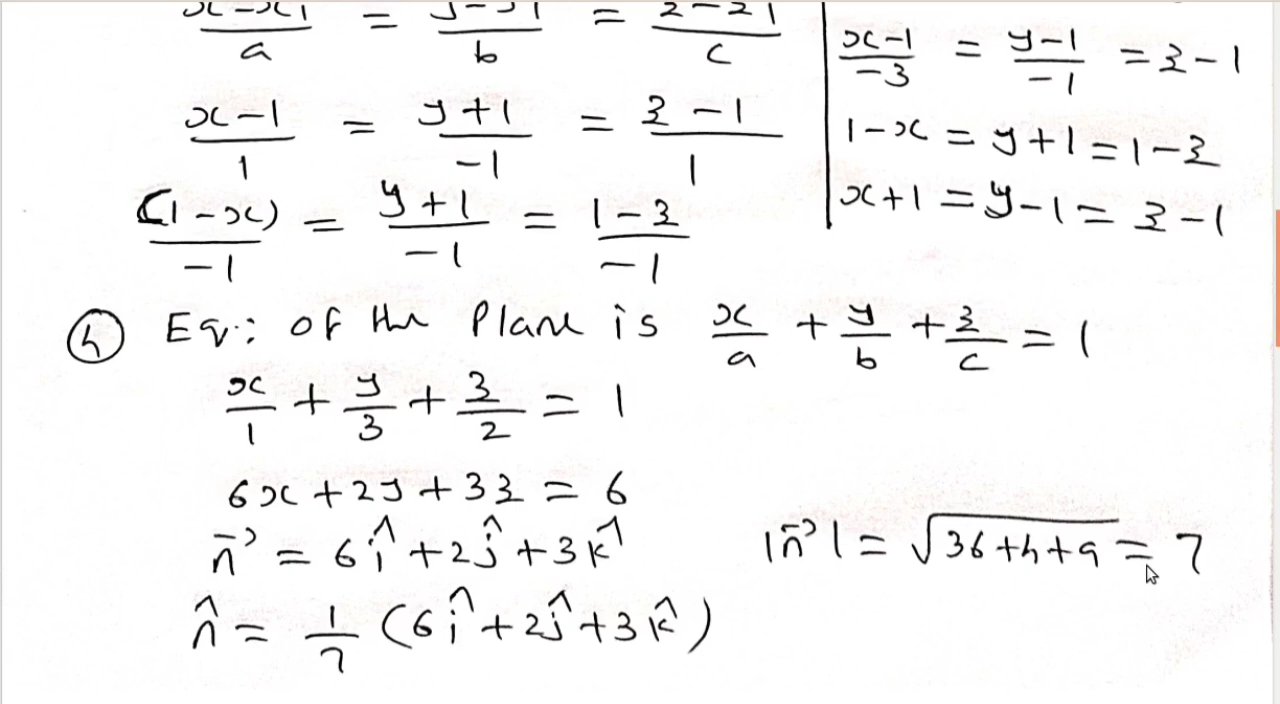 x-x1/a = y-y1/b = z-z1/c
x-1/1 = y+1/-1 = z-1/1
(1-x)/-1 = y+1/-1 = 1-z/-1
x-1/-3 = y-1/-1 = z-1
1-x = y+1 = 1-z
x+1 = y-1 = z-1
④ Eq: of the Plane is x/a + y/b + z/c = 1
x/1 + y/3 + z/2 = 1
6x+2y+3z = 6
n⃗ = 6î+2ĵ+3k̂ |n⃗| = √36+4+9 = 7
n̂ = 1/7 (6î+2ĵ+3k̂)